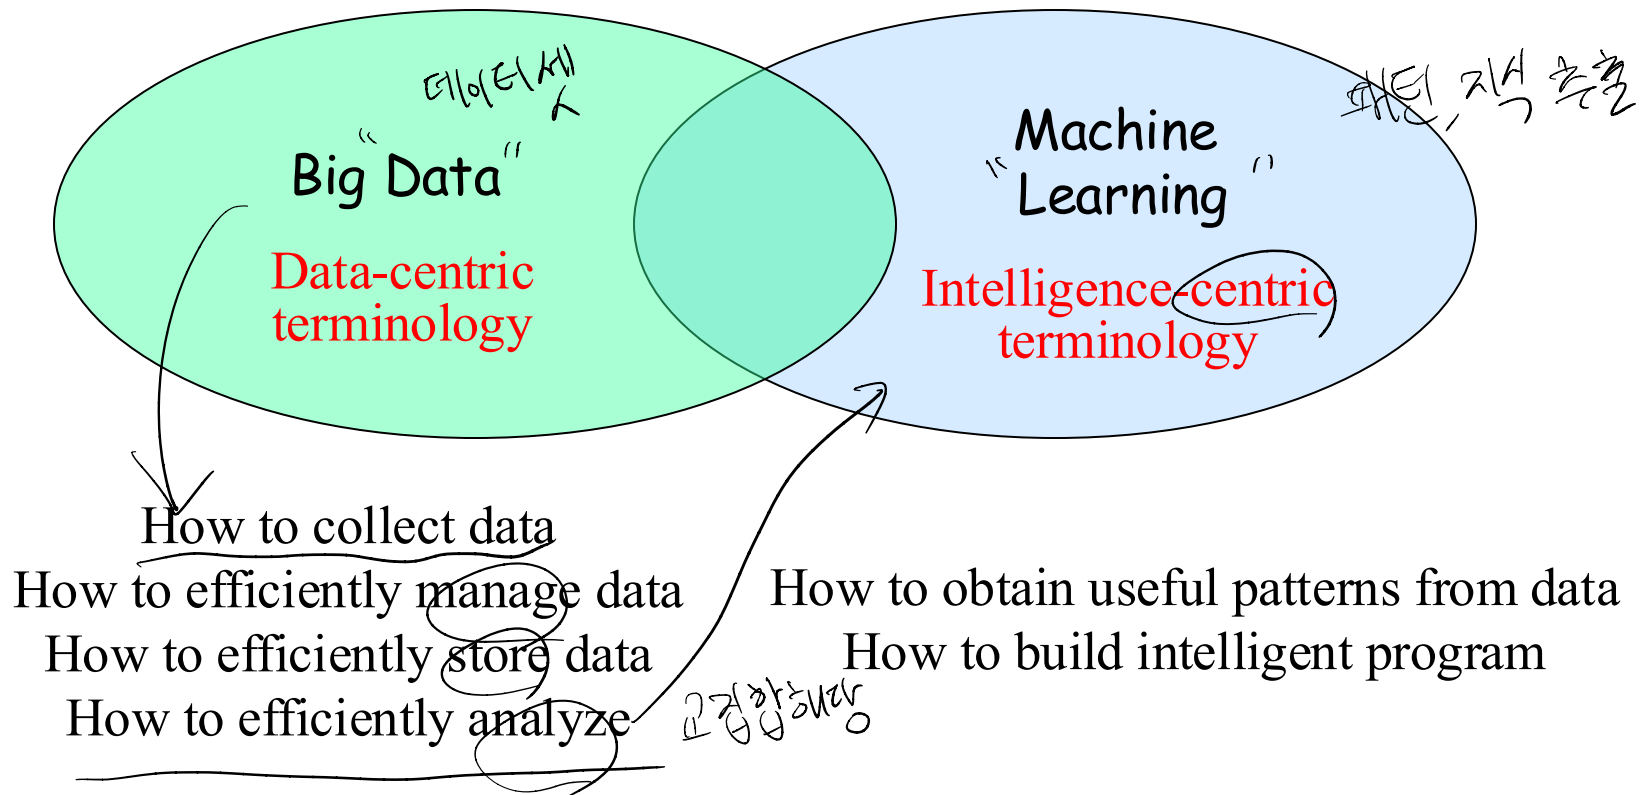 데이터셋
Big "Data"
Data-centric
terminology
패턴, 지식 추출
Machine
"Learning"
Intelligence-centric
terminology
How to collect data
How to efficiently manage data
How to efficiently store data
How to efficiently analyze
교집합해당
How to obtain useful patterns from data
How to build intelligent program